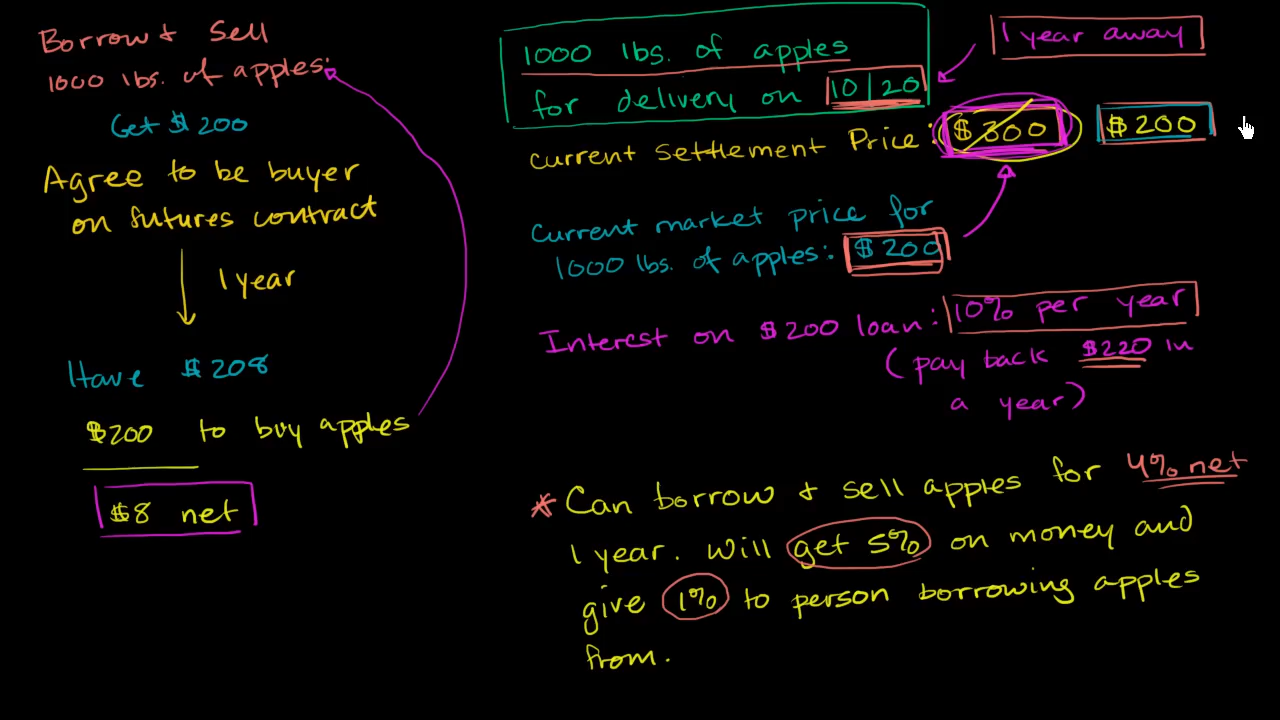 Borrow & Sell
1000 lbs. of apples:
Get $200
Agree to be buyer
on futures contract
1 year
Have $208
$200 to buy apples
$8 net
1000 lbs. of apples
for delivery on 10|20
1 year away
current settlement Price: $300 $200
Current market price for
1000 lbs. of apples: $200
Interest on $200 loan: 10% per year
(pay back $220 in
a year)
* Can borrow & sell apples for 4% net
1 year. Will get 5% on money and
give 1% to person borrowing apples
from.